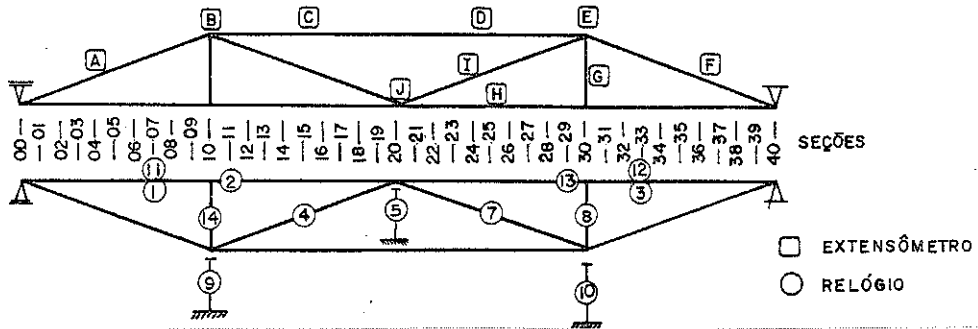 B C D E
A I F
G
J H
00 01 02 03 04 05 06 07 08 09 10 11 12 13 14 15 16 17 18 19 20 21 22 23 24 25 26 27 28 29 30 31 32 33 34 35 36 37 38 39 40 SEÇÕES
11 12
2 13
1 3
14 4 5 7 8
EXTENSÔMETRO
9 10 RELÓGIO